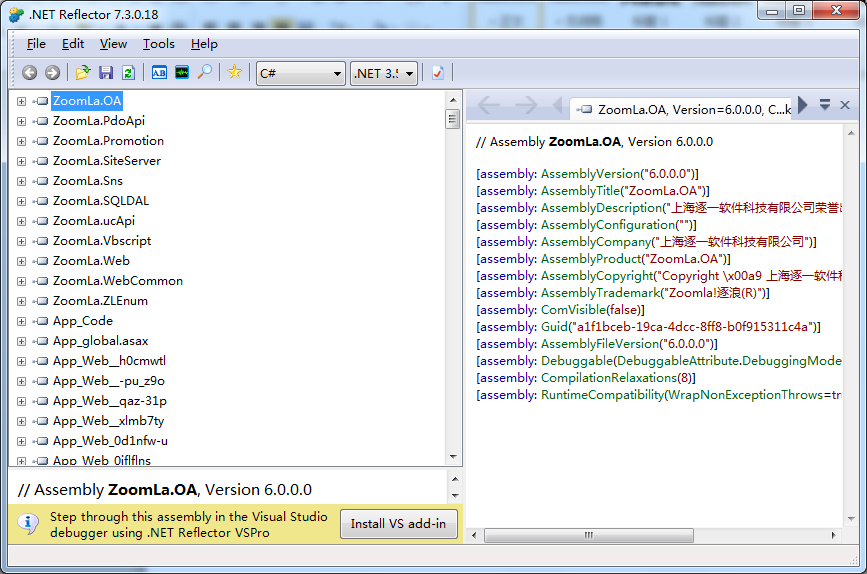 .NET Reflector 7.3.0.18
File Edit View Tools Help
C# .NET 3.5
ZoomLa.OA
ZoomLa.PdoApi
ZoomLa.Promotion
ZoomLa.SiteServer
ZoomLa.Sns
ZoomLa.SQLDAL
ZoomLa.ucApi
ZoomLa.Vbscript
ZoomLa.Web
ZoomLa.WebCommon
ZoomLa.ZLEnum
App_Code
App_global.asax
App_Web__h0cmwtl
App_Web__-pu_z9o
App_Web__qaz-31p
App_Web__xlmb7ty
App_Web_0d1nfw-u
App_Web_0iflflns
// Assembly ZoomLa.OA, Version 6.0.0.0
Step through this assembly in the Visual Studio
debugger using .NET Reflector VSPro
Install VS add-in
ZoomLa.OA, Version=6.0.0.0, C...k
// Assembly ZoomLa.OA, Version 6.0.0.0
[assembly: AssemblyVersion("6.0.0.0")]
[assembly: AssemblyTitle("ZoomLa.OA")]
[assembly: AssemblyDescription("上海逐一软件科技有限公司荣誉
[assembly: AssemblyConfiguration("")]
[assembly: AssemblyCompany("上海逐一软件科技有限公司")]
[assembly: AssemblyProduct("ZoomLa.OA")]
[assembly: AssemblyCopyright("Copyright \x00a9 上海逐一软件
[assembly: AssemblyTrademark("Zoomla!逐浪(R)")]
[assembly: ComVisible(false)]
[assembly: Guid("a1f1bceb-19ca-4dcc-8ff8-b0f915311c4a")]
[assembly: AssemblyFileVersion("6.0.0.0")]
[assembly: Debuggable(DebuggableAttribute.DebuggingMode
[assembly: CompilationRelaxations(8)]
[assembly: RuntimeCompatibility(WrapNonExceptionThrows=tr